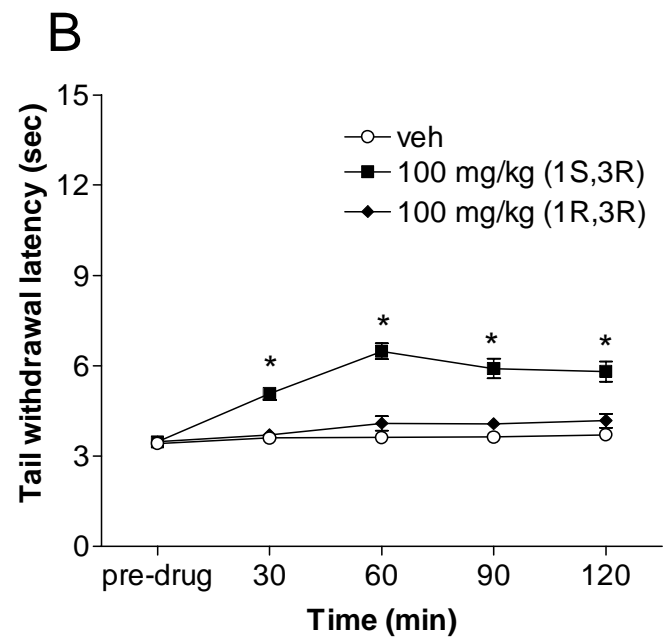 B
Tail withdrawal latency (sec)
15
12
9
6
3
0
veh
100 mg/kg (1S,3R)
100 mg/kg (1R,3R)
* * * *
pre-drug 30 60 90 120
Time (min)